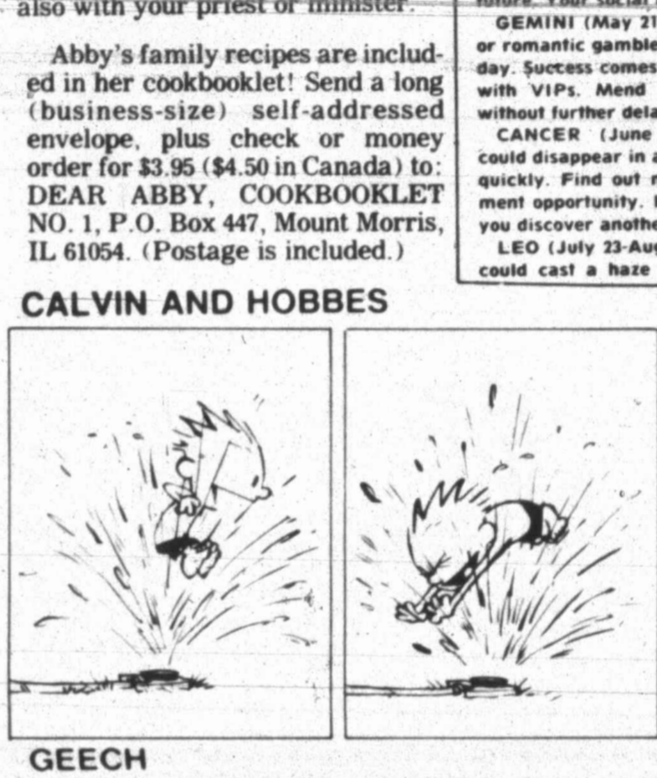 also with your priest or minister.
Abby's family recipes are includ-
ed in her cookbooklet! Send a long
(business-size) self-addressed
envelope, plus check or money
order for $3.95 ($4.50 in Canada) to:
DEAR ABBY, COOKBOOKLET
NO. 1, P.O. Box 447, Mount Morris,
IL 61054. (Postage is included.)
future. Your social
GEMINI (May 21
or romantic gamble
day. Success comes
with VIPs. Mend
without further dela
CANCER (June
could disappear in a
quickly. Find out
ment opportunity.
you discover anothe
LEO (July 23-Aug
could cast a haze
CALVIN AND HOBBES
GEECH